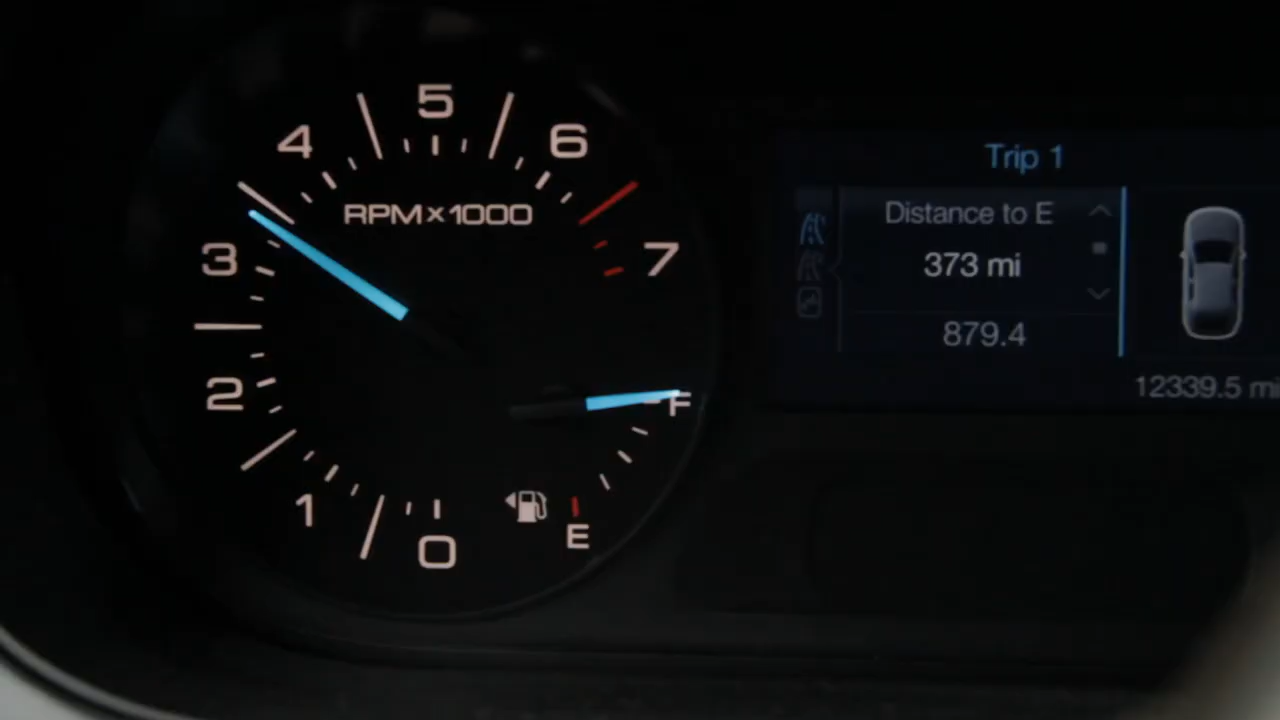 5
4
6
RPM×1000
3
7
2
1
0
F
E
Trip 1
Distance to E
373 mi
879.4
12339.5 mi